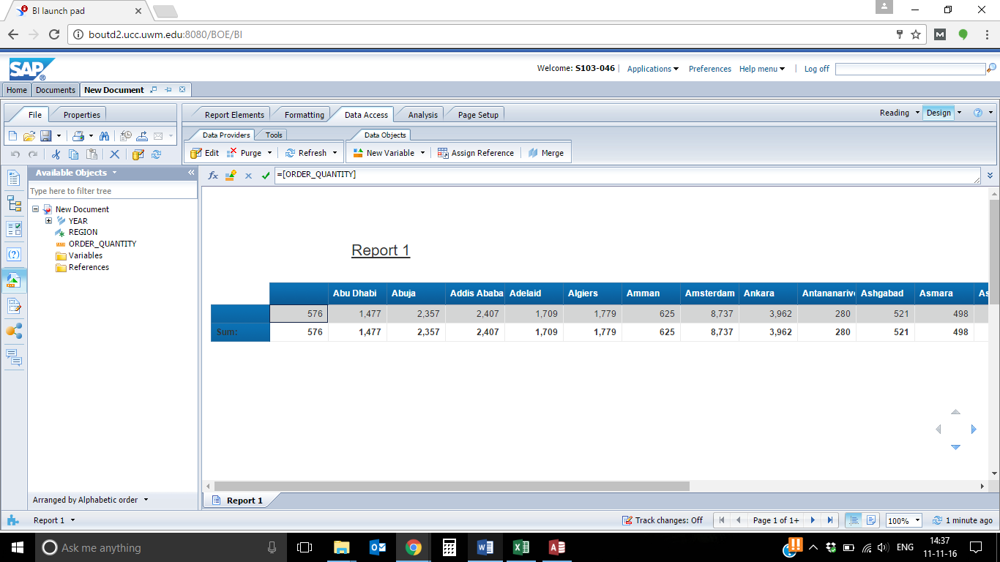 BI launch pad
boutd2.ucc.uwm.edu:8080/BOE/BI
SAP
Welcome: S103-046 | Applications Preferences Help menu | Log off
Home Documents New Document
File Properties Report Elements Formatting Data Access Analysis Page Setup Reading Design
Data Providers Tools Data Objects
Edit Purge Refresh New Variable Assign Reference Merge
Available Objects
=[ORDER_QUANTITY]
Type here to filter tree
New Document
YEAR
REGION
ORDER_QUANTITY
Variables
References
Report 1
Abu Dhabi Abuja Addis Ababa Adelaid Algiers Amman Amsterdam Ankara Antananariv Ashgabad Asmara As
576 1,477 2,357 2,407 1,709 1,779 625 8,737 3,962 280 521 498
Sum: 576 1,477 2,357 2,407 1,709 1,779 625 8,737 3,962 280 521 498
Arranged by Alphabetic order
Report 1
Report 1 Track changes: Off Page 1 of 1+ 100% 1 minute ago
Ask me anything ENG 14:37
11-11-16